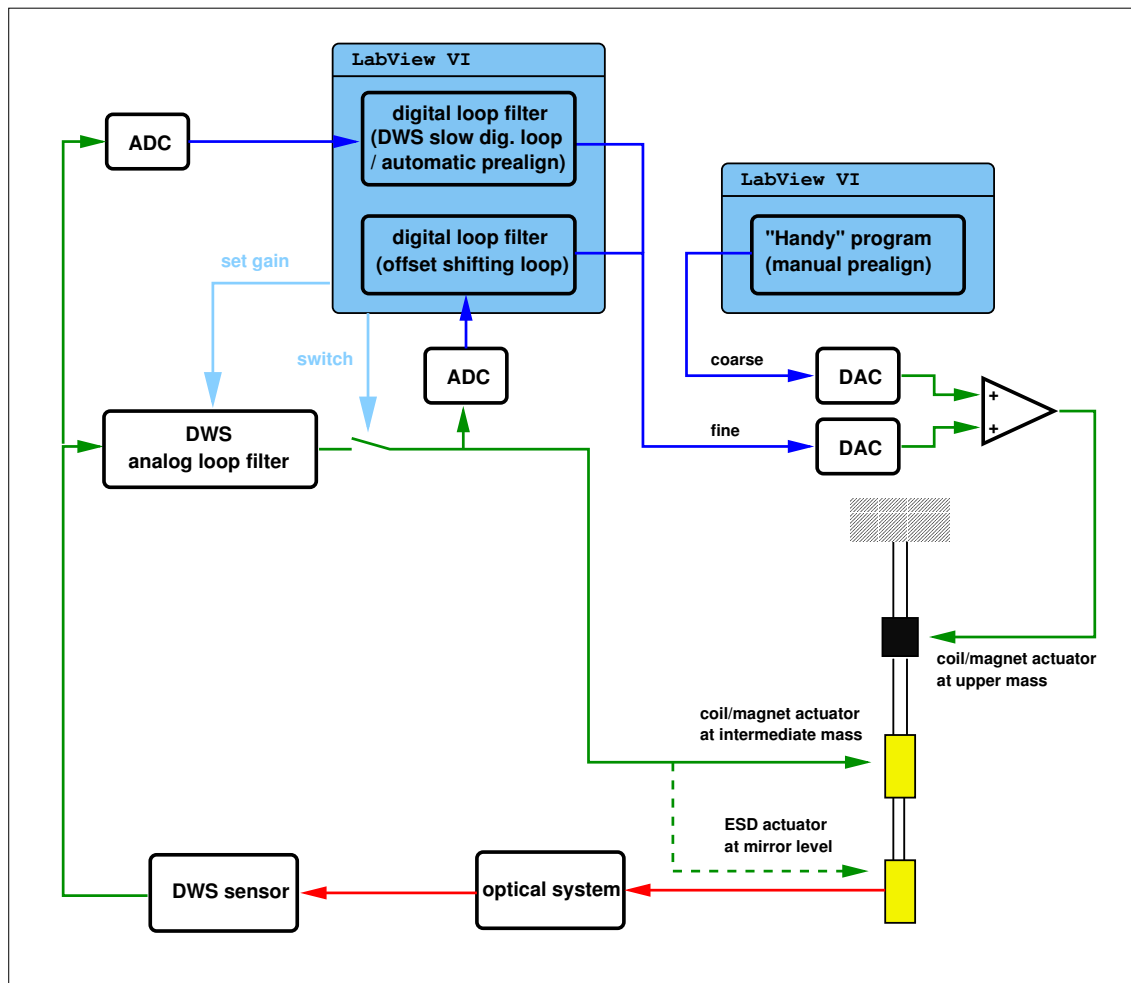 LabView VI
digital loop filter
(DWS slow dig. loop
/ automatic prealign)
ADC
LabView VI
"Handy" program
(manual prealign)
digital loop filter
(offset shifting loop)
set gain
switch
ADC
coarse
DAC
+
+
fine
DAC
DWS
analog loop filter
coil/magnet actuator
at upper mass
coil/magnet actuator
at intermediate mass
ESD actuator
at mirror level
DWS sensor
optical system